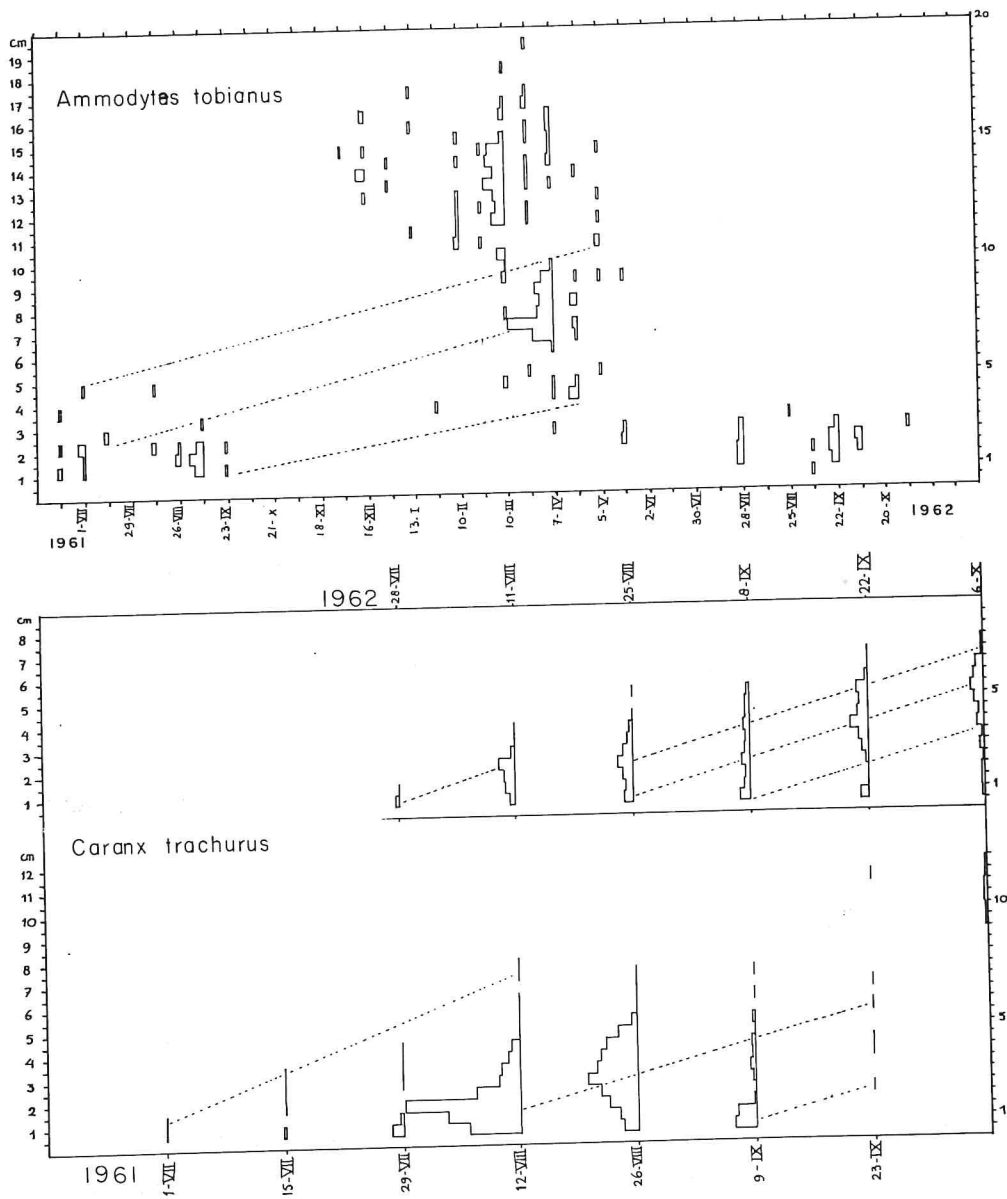 cm
20
19
18
17
16
15
14
13
12
11
10
9
8
7
6
5
4
3
2
1
Ammodytes tobianus
15
10
5
1
1-VII
29-VII
26-VIII
23-IX
21-X
18-XI
16-XII
13-I
10-II
10-III
7-IV
5-V
2-VI
30-VI
28-VII
25-VIII
22-IX
20-X
1961
1962
1962
28-VII
11-VIII
25-VIII
8-IX
22-IX
6-X
cm
8
7
6
5
4
3
2
1
5
1
Caranx trachurus
cm
12
11
10
9
8
7
6
5
4
3
2
1
10
5
1
1961
1-VII
15-VII
29-VII
12-VIII
26-VIII
9-IX
23-IX